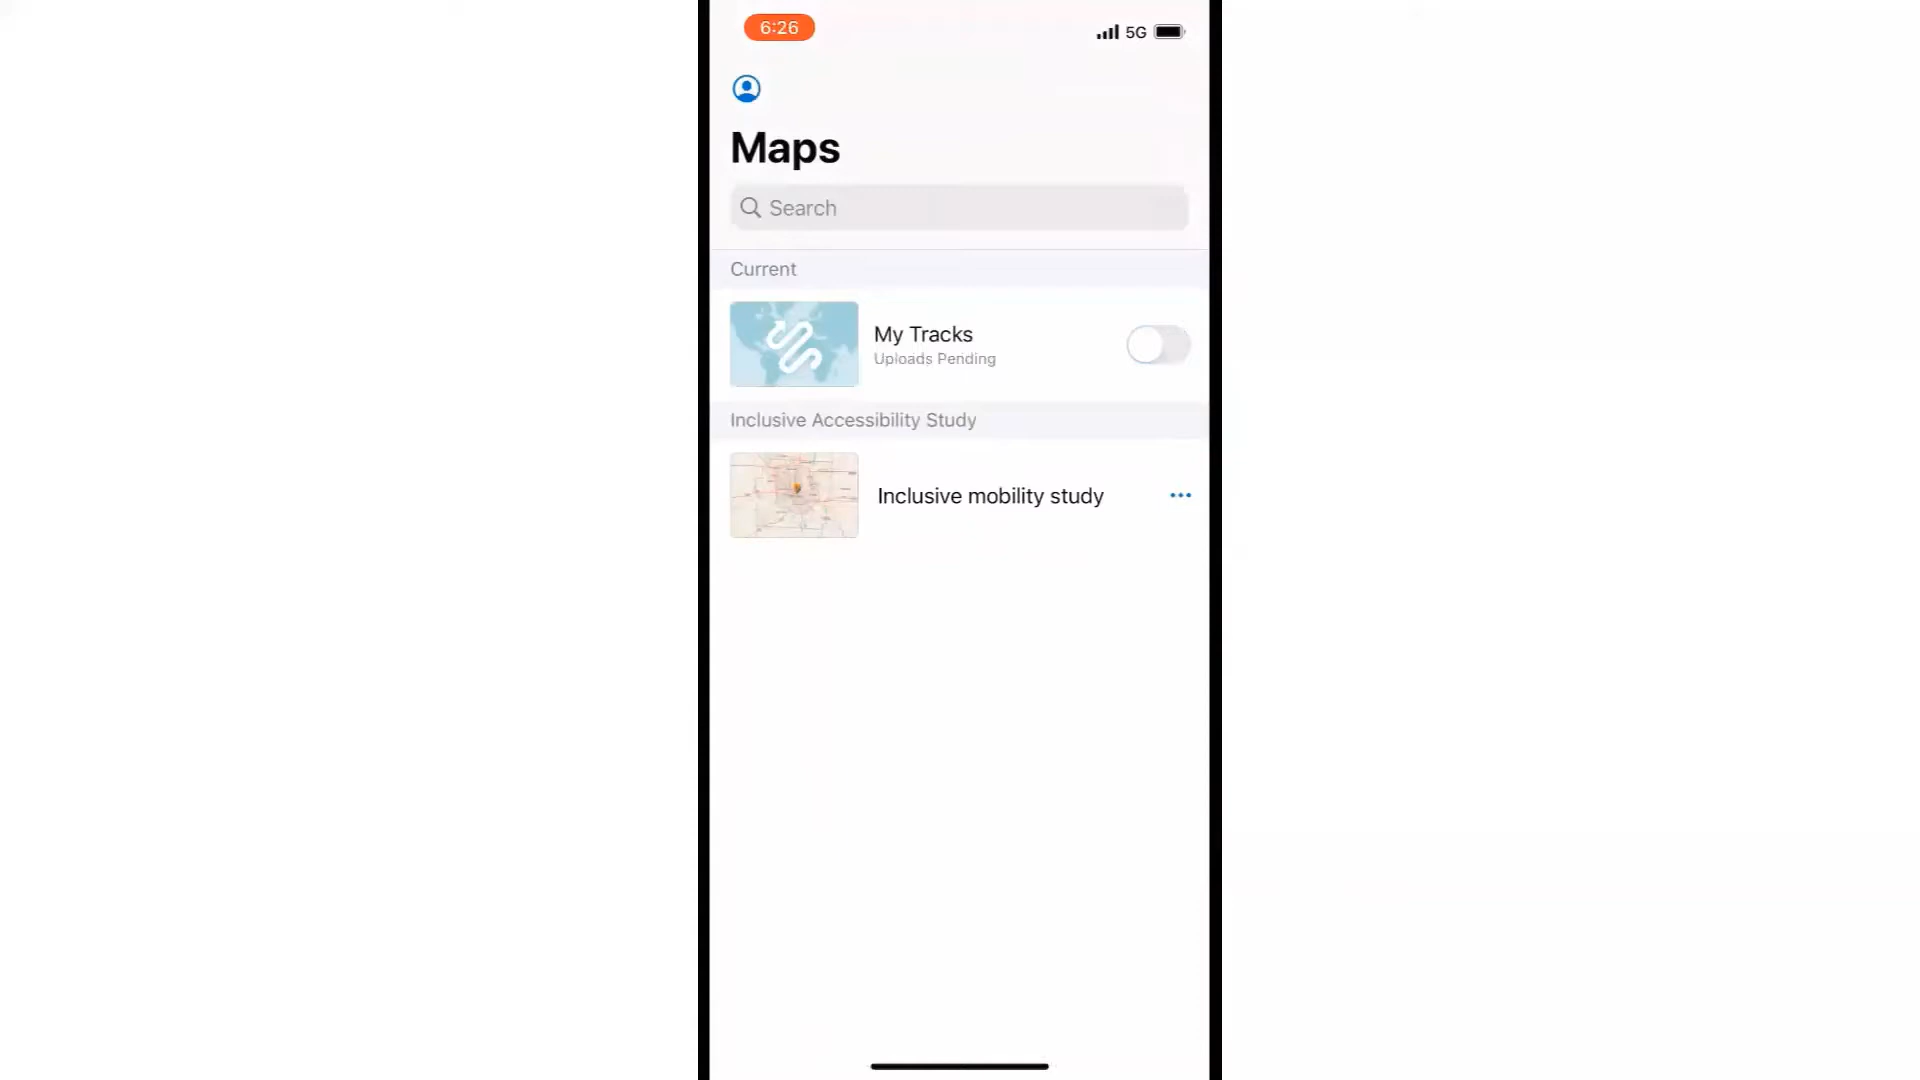 6:26
5G
Maps
Search
Current
My Tracks
Uploads Pending
Inclusive Accessibility Study
Inclusive mobility study